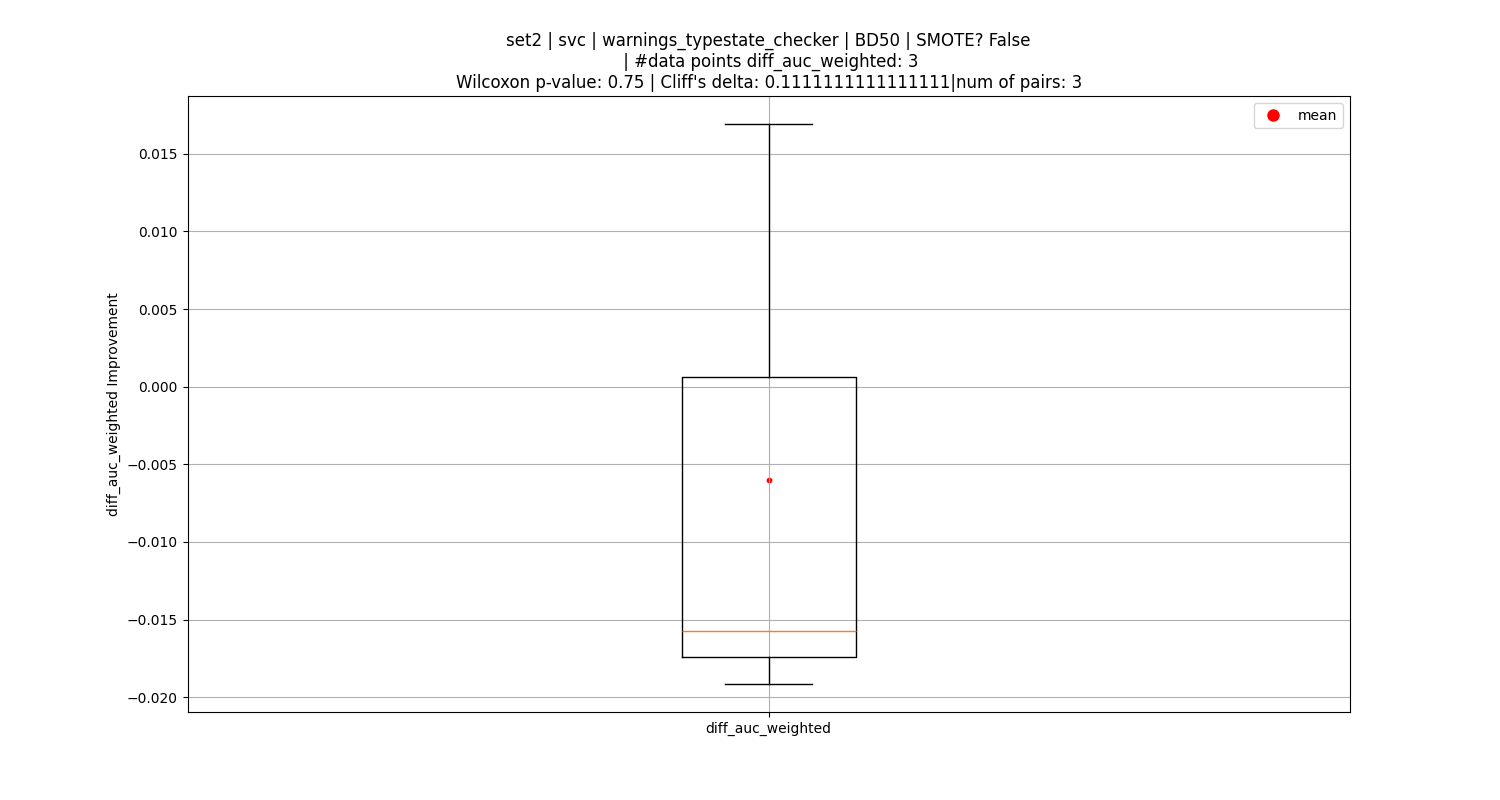 set2 | svc | warnings_typestate_checker | BD50 | SMOTE? False
| #data points diff_auc_weighted: 3
Wilcoxon p-value: 0.75 | Cliff's delta: 0.1111111111111111|num of pairs: 3
mean
0.015
0.010
0.005
0.000
−0.005
−0.010
−0.015
−0.020
diff_auc_weighted Improvement
diff_auc_weighted